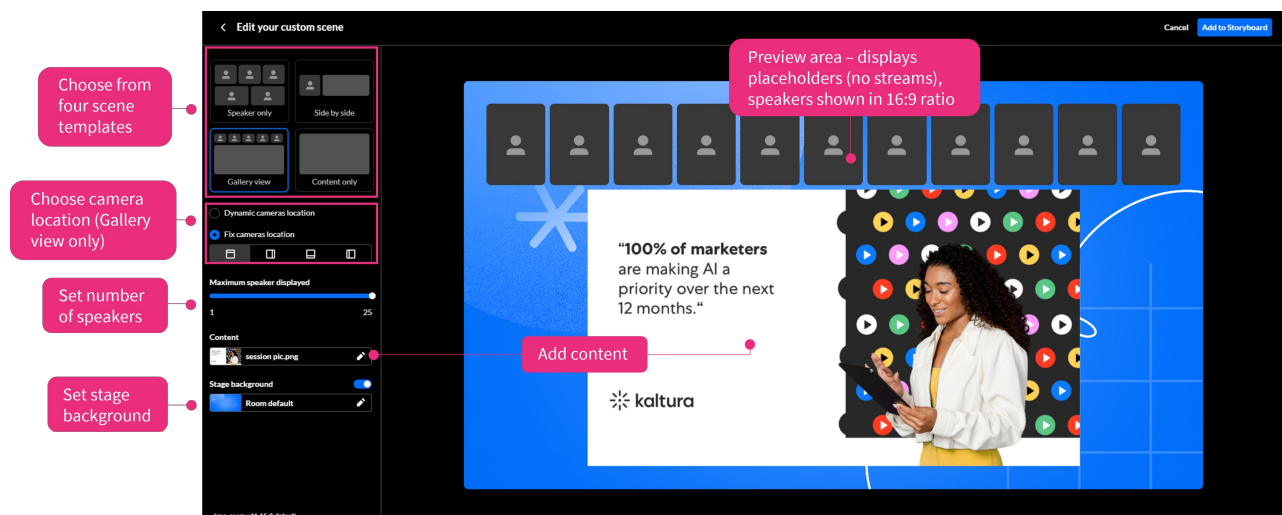 Edit your custom scene
Cancel
Add to Storyboard
Choose from
four scene
templates
Speaker only
Side by side
Gallery view
Content only
Preview area – displays
placeholders (no streams),
speakers shown in 16:9 ratio
Choose camera
location (Gallery
view only)
Dynamic cameras location
Fix cameras location
Set number
of speakers
Maximum speaker displayed
1
25
Content
session pic.png
Add content
Set stage
background
Stage background
Room default
“100% of marketers
are making AI a
priority over the next
12 months.“
kaltura